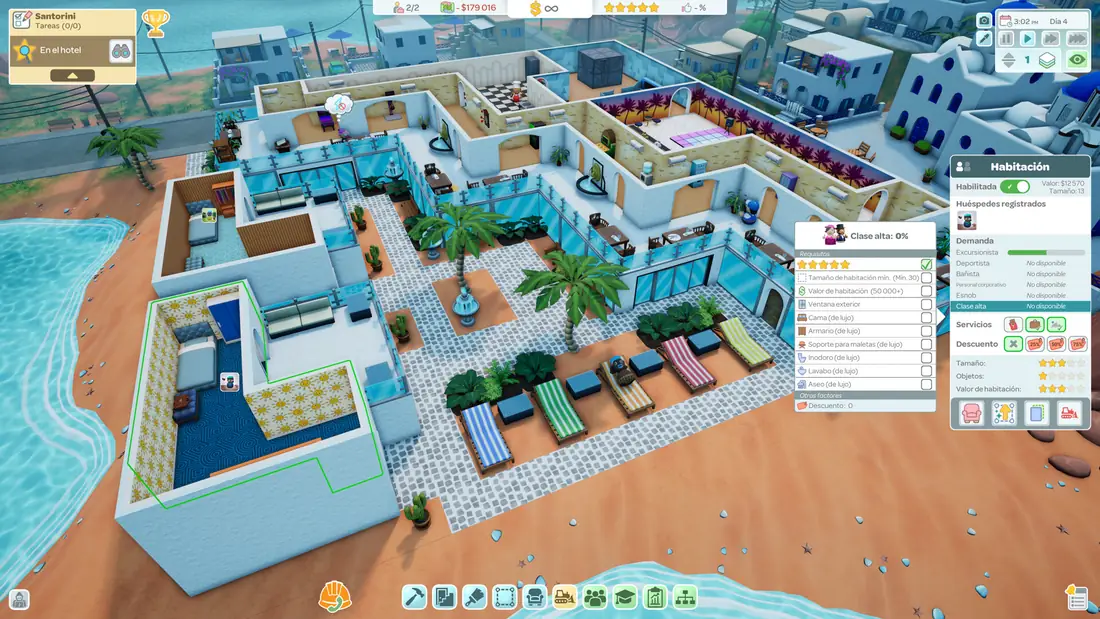 Santorini
Tareas (0/0)
En el hotel
2/2
-$179 016
∞
- %
3:02 PM Día 4
1
Habitación
Habilitada
Valor: $12 570
Tamaño: 13
Huéspedes registrados
Demanda
Excursionista
Deportista No disponible
Bañista No disponible
Personal corporativo No disponible
Esnob No disponible
Clase alta No disponible
Servicios
Descuento
Tamaño:
Objetos:
Valor de habitación:
Clase alta: 0%
Requisitos
Tamaño de habitación mín. (Mín. 30)
Valor de habitación (50 000+)
Ventana exterior
Cama (de lujo)
Armario (de lujo)
Soporte para maletas (de lujo)
Inodoro (de lujo)
Lavabo (de lujo)
Aseo (de lujo)
Otros factores
Descuento: 0